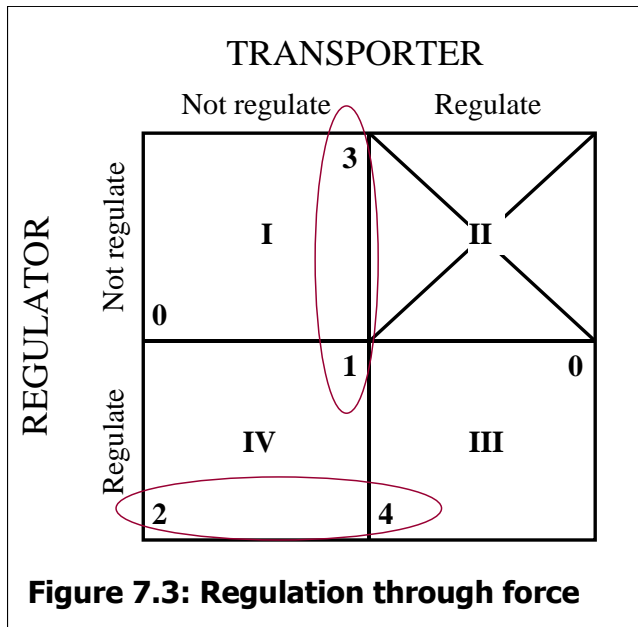 TRANSPORTER
Not regulate Regulate
REGULATOR
Not regulate
Regulate
3
I II
0
1 0
IV III
2 4
Figure 7.3: Regulation through force